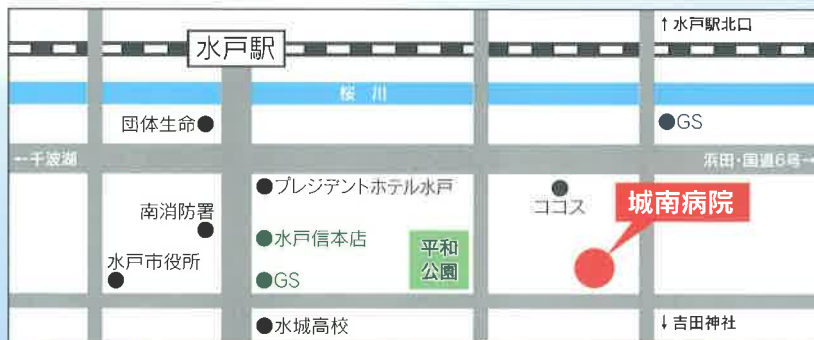 ↑水戸駅北口
水戸駅
桜 川
団体生命
GS
←千波湖
浜田・国道6号→
プレジデントホテル水戸
ココス
城南病院
南消防署
水戸信本店
平和
公園
水戸市役所
GS
水城高校
↓吉田神社